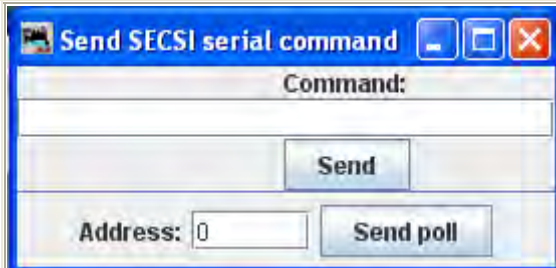 Send SECSI serial command
Command:
Send
Address: 0 Send poll